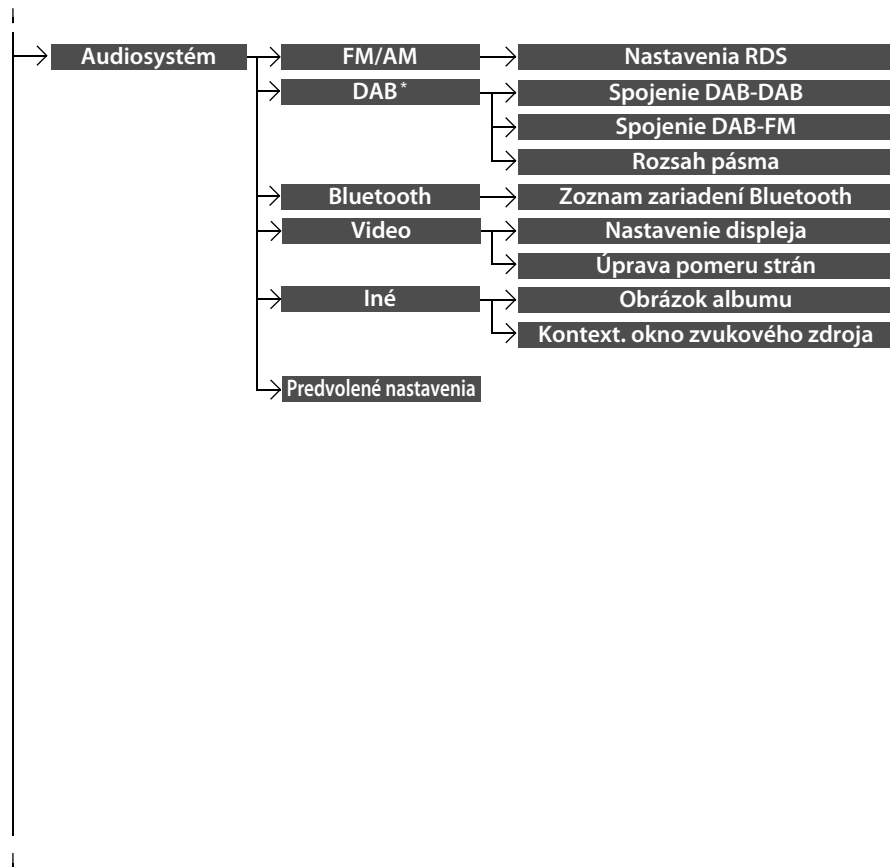 Audiosystém FM/AM Nastavenia RDS
DAB* Spojenie DAB-DAB
Spojenie DAB-FM
Rozsah pásma
Bluetooth Zoznam zariadení Bluetooth
Video Nastavenie displeja
Úprava pomeru strán
Iné Obrázok albumu
Kontext. okno zvukového zdroja
Predvolené nastavenia